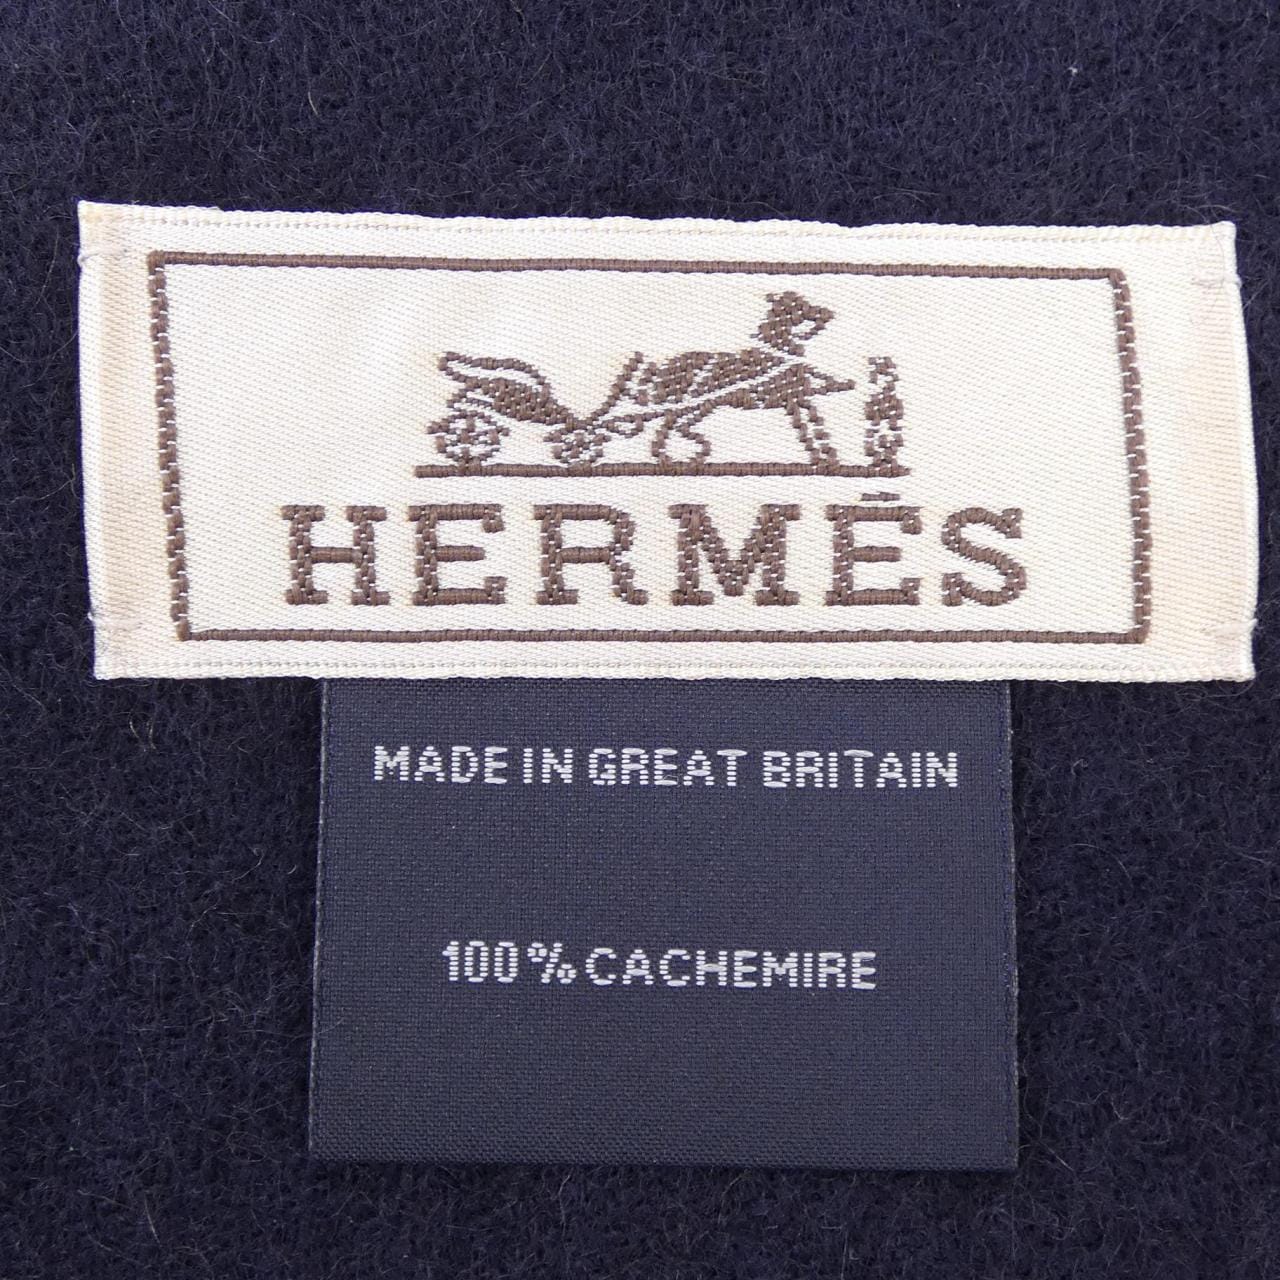 HERMÈS
MADE IN GREAT BRITAIN
100% CACHEMIRE